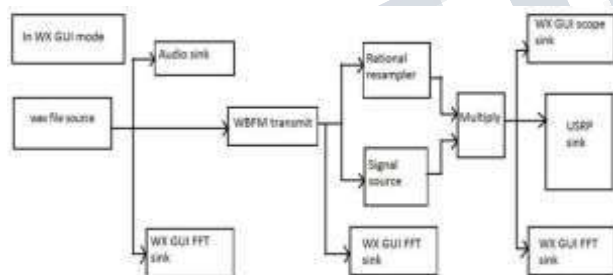 In WX GUI mode
Audio sink
wav file source
WX GUI FFT
sink
WBFM transmit
Rational
resampler
Signal
source
WX GUI FFT
sink
Multiply
WX GUI scope
sink
USRP
sink
WX GUI FFT
sink